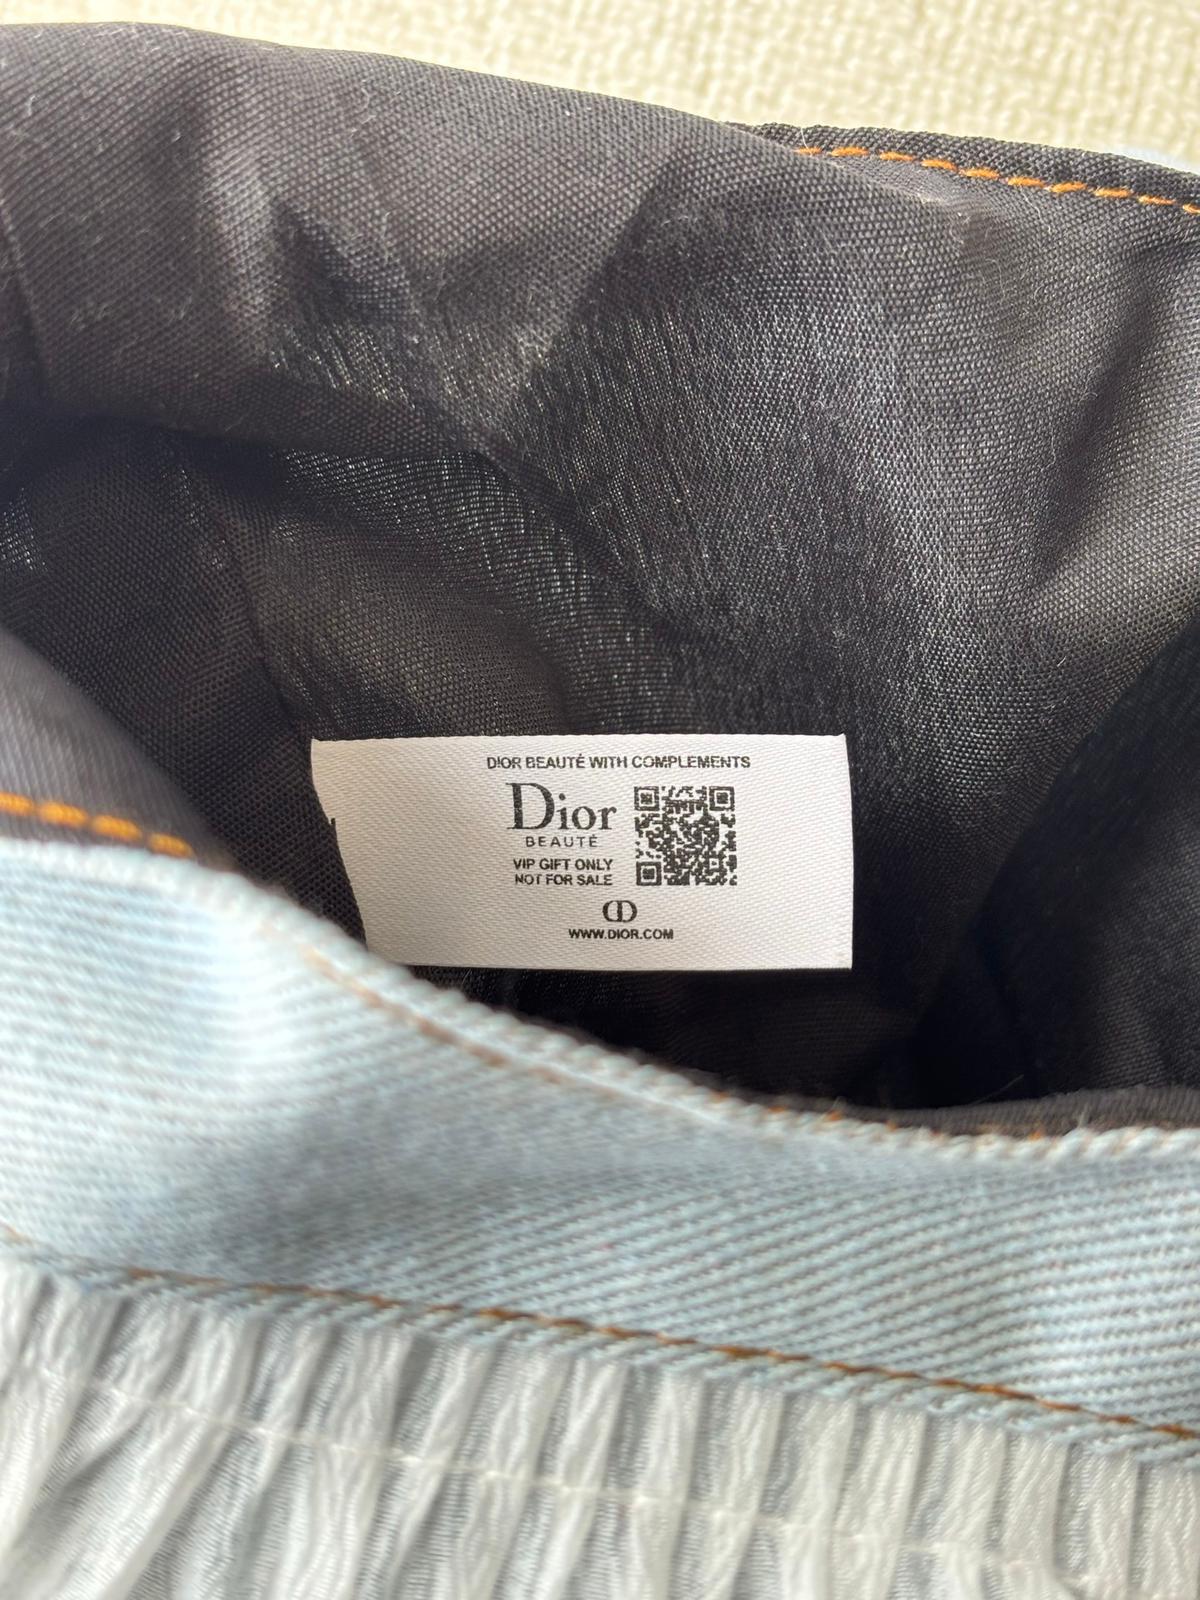 DIOR BEAUTÉ WITH COMPLEMENTS
Dior
BEAUTÉ
VIP GIFT ONLY
NOT FOR SALE
CD
WWW.DIOR.COM